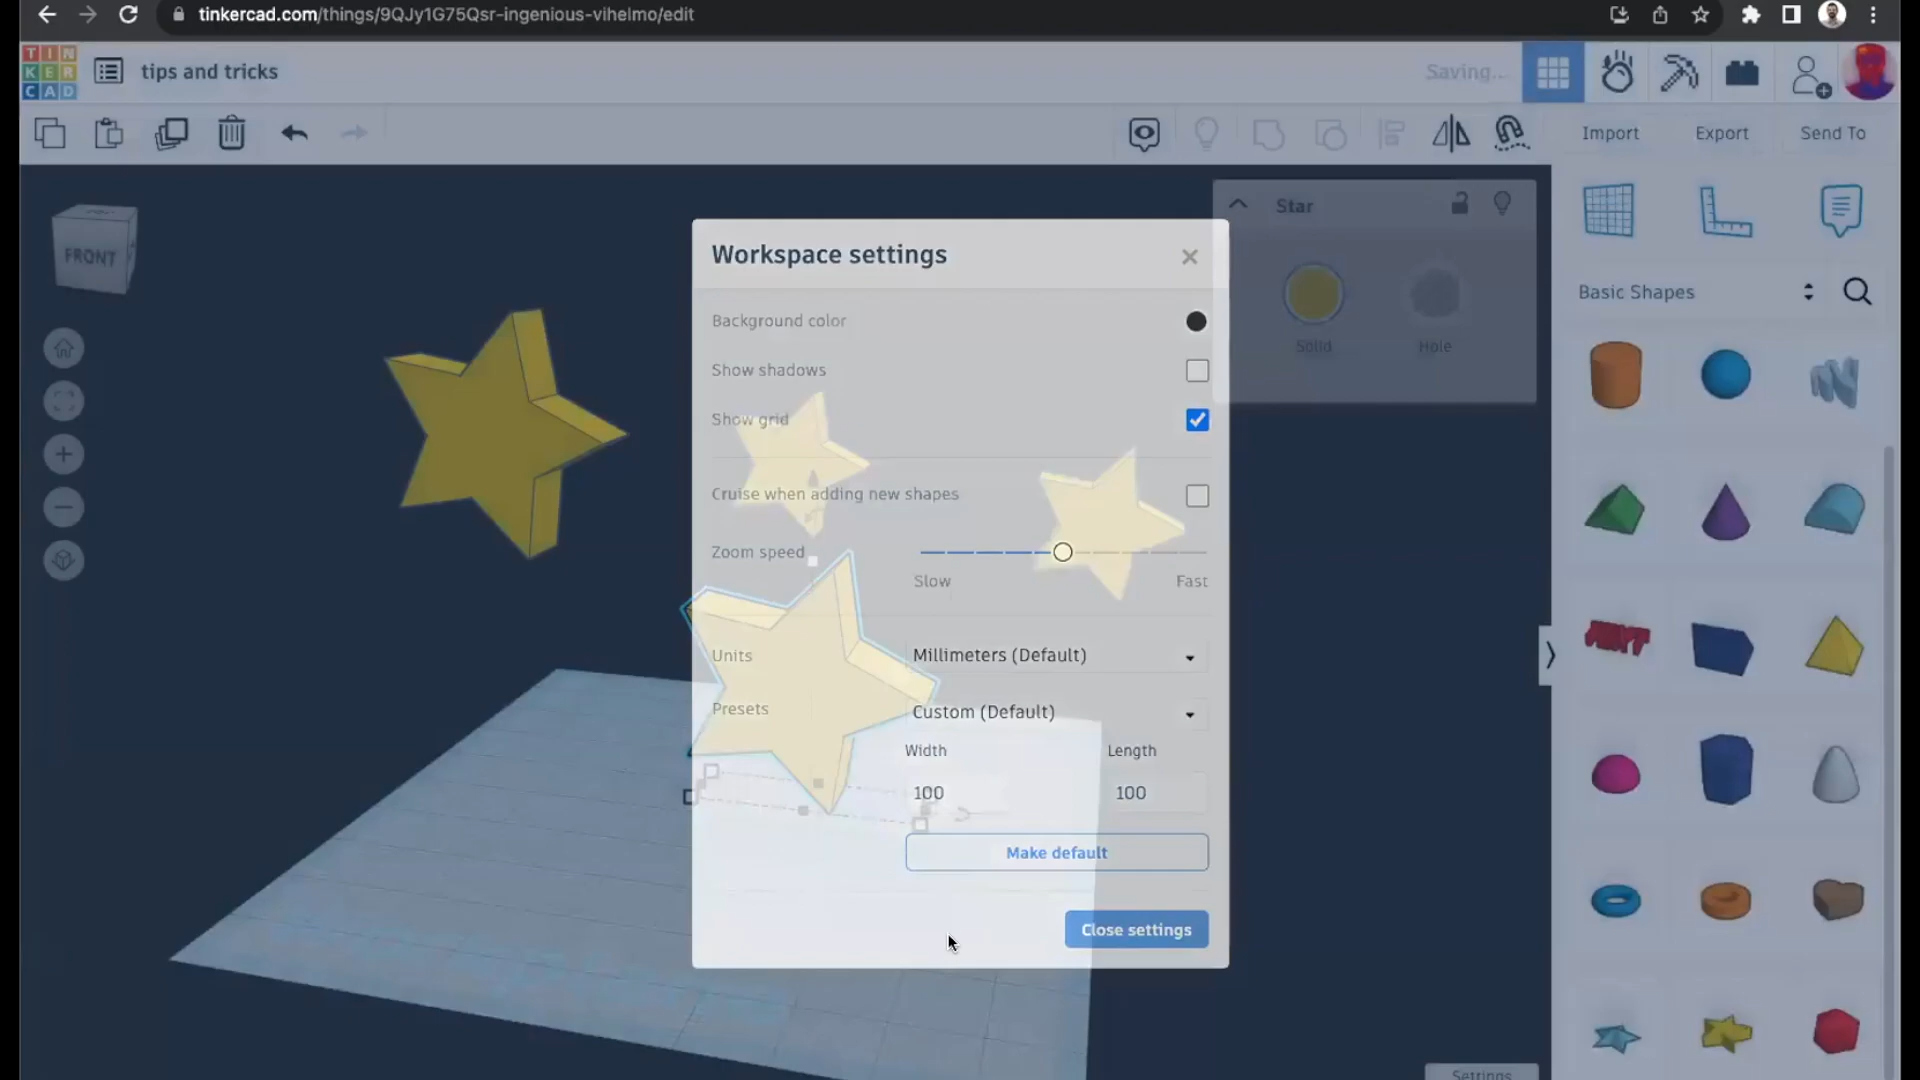 tinkercad.com/things/9QJy1G75Qsr-ingenious-vihelmo/edit
TIN
KER
CAD
tips and tricks
Saving...
Import
Export
Send To
FRONT
Star
Solid
Hole
Workspace settings
Background color
Show shadows
Show grid
Cruise when adding new shapes
Zoom speed
Slow
Fast
Units
Millimeters (Default)
Presets
Custom (Default)
Width
Length
100
100
Make default
Close settings
Basic Shapes
Settings